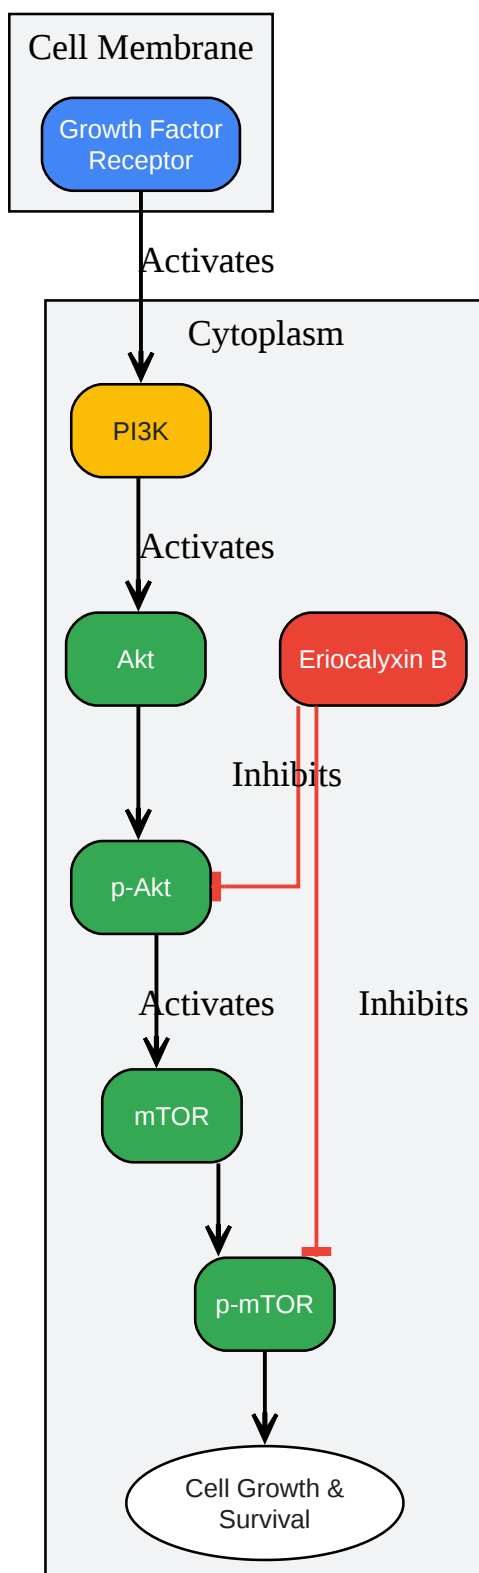 Cell Membrane
Growth Factor
Receptor
Activates
Cytoplasm
PI3K
Activates
Akt
Eriocalyxin B
Inhibits
p-Akt
Activates
Inhibits
mTOR
p-mTOR
Cell Growth &
Survival